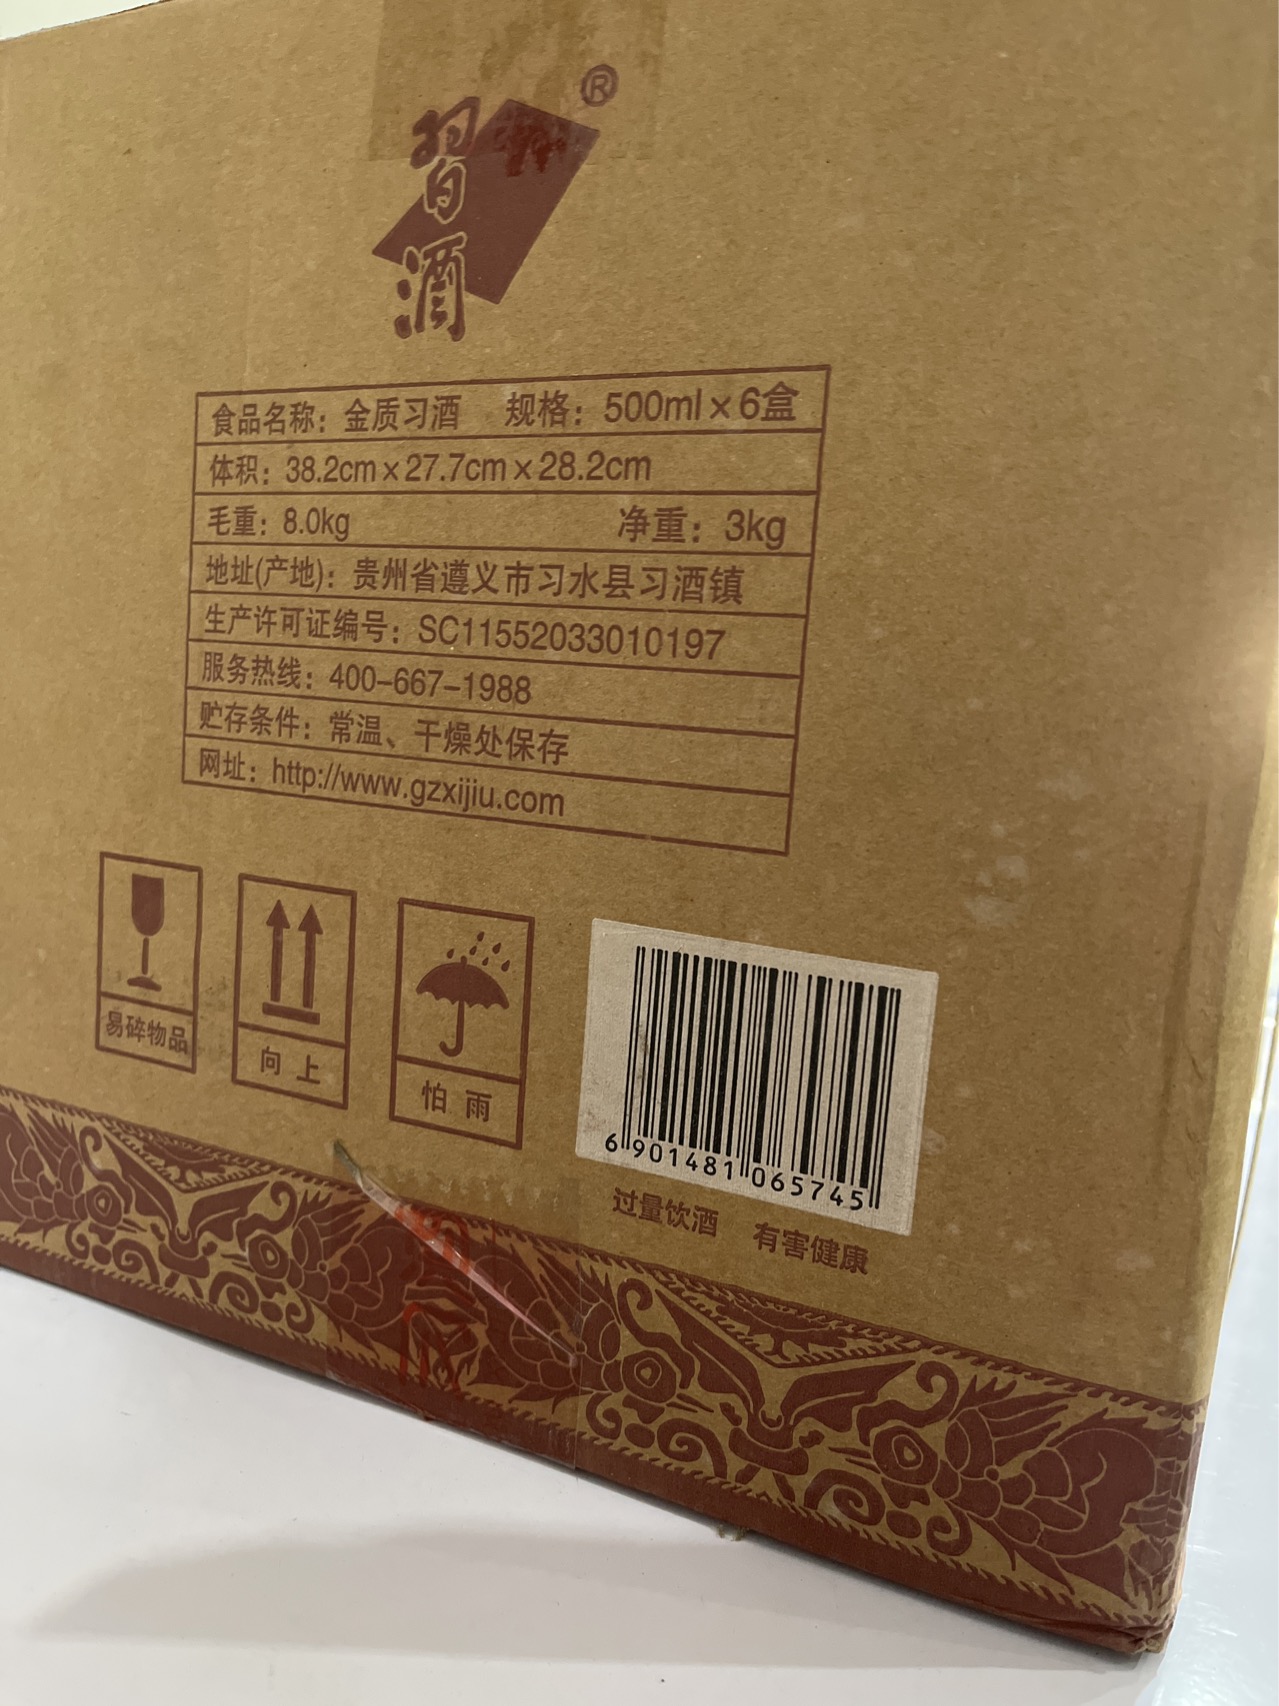 ®
習
酒
食品名称：金质习酒 规格：500ml×6盒
体积：38.2cm×27.7cm×28.2cm
毛重：8.0kg 净重：3kg
地址(产地)：贵州省遵义市习水县习酒镇
生产许可证编号：SC11552033010197
服务热线：400-667-1988
贮存条件：常温、干燥处保存
网址：http://www.gzxijiu.com
易碎物品
向上
怕雨
6 901481 065745
过量饮酒 有害健康